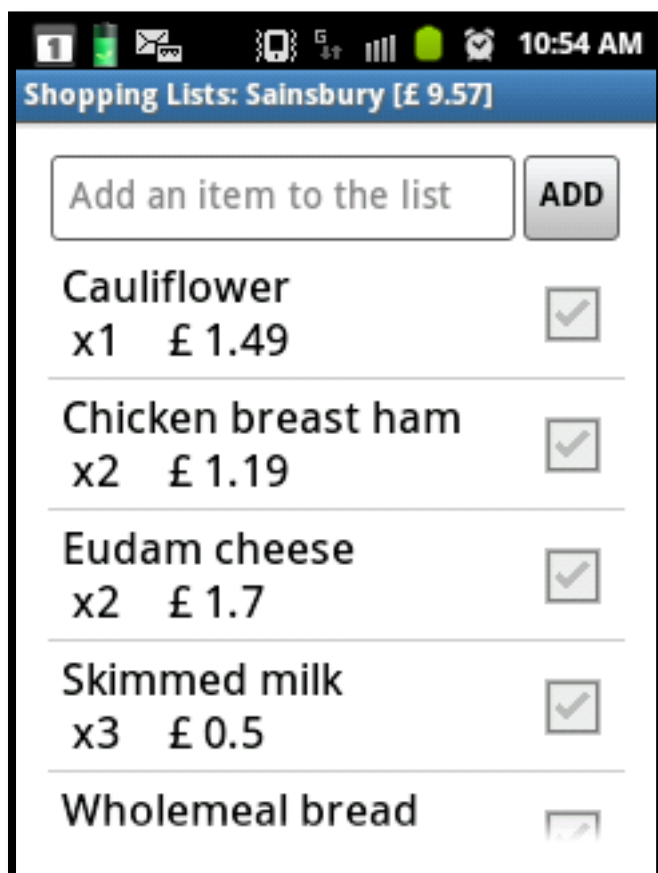 1 G 10:54 AM
Shopping Lists: Sainsbury [£ 9.57]
Add an item to the list ADD
Cauliflower
x1 £ 1.49
Chicken breast ham
x2 £ 1.19
Eudam cheese
x2 £ 1.7
Skimmed milk
x3 £ 0.5
Wholemeal bread